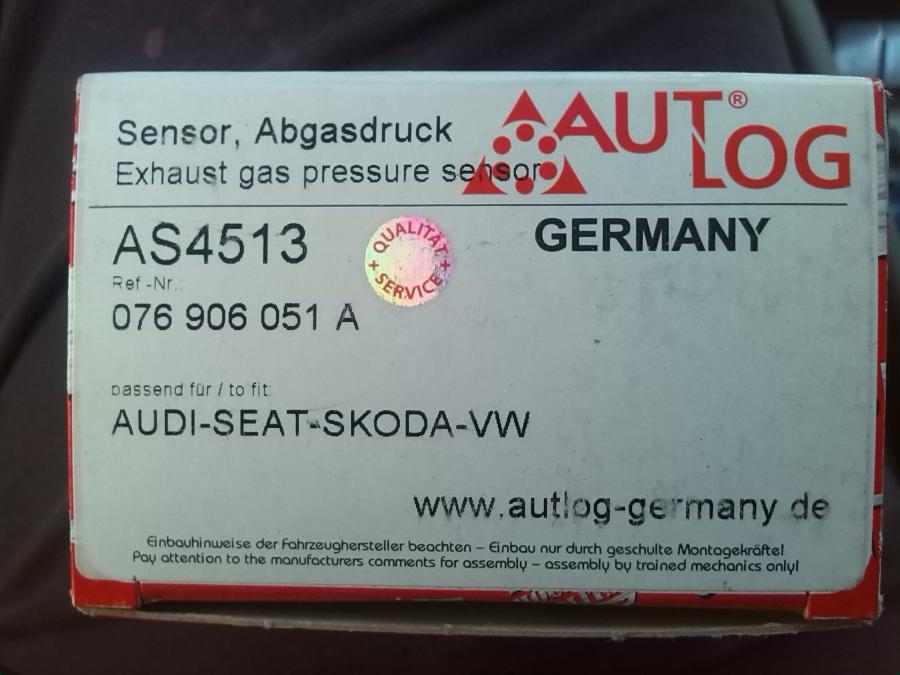 Sensor, Abgasdruck
Exhaust gas pressure sensor
AUTLOG®
AS4513
GERMANY
QUALITÄT + SERVICE +
Ref.-Nr.:
076 906 051 A
passend für / to fit:
AUDI-SEAT-SKODA-VW
www.autlog-germany.de
Einbauhinweise der Fahrzeughersteller beachten – Einbau nur durch geschulte Montagekräfte!
Pay attention to the manufacturers comments for assembly – assembly by trained mechanics only!